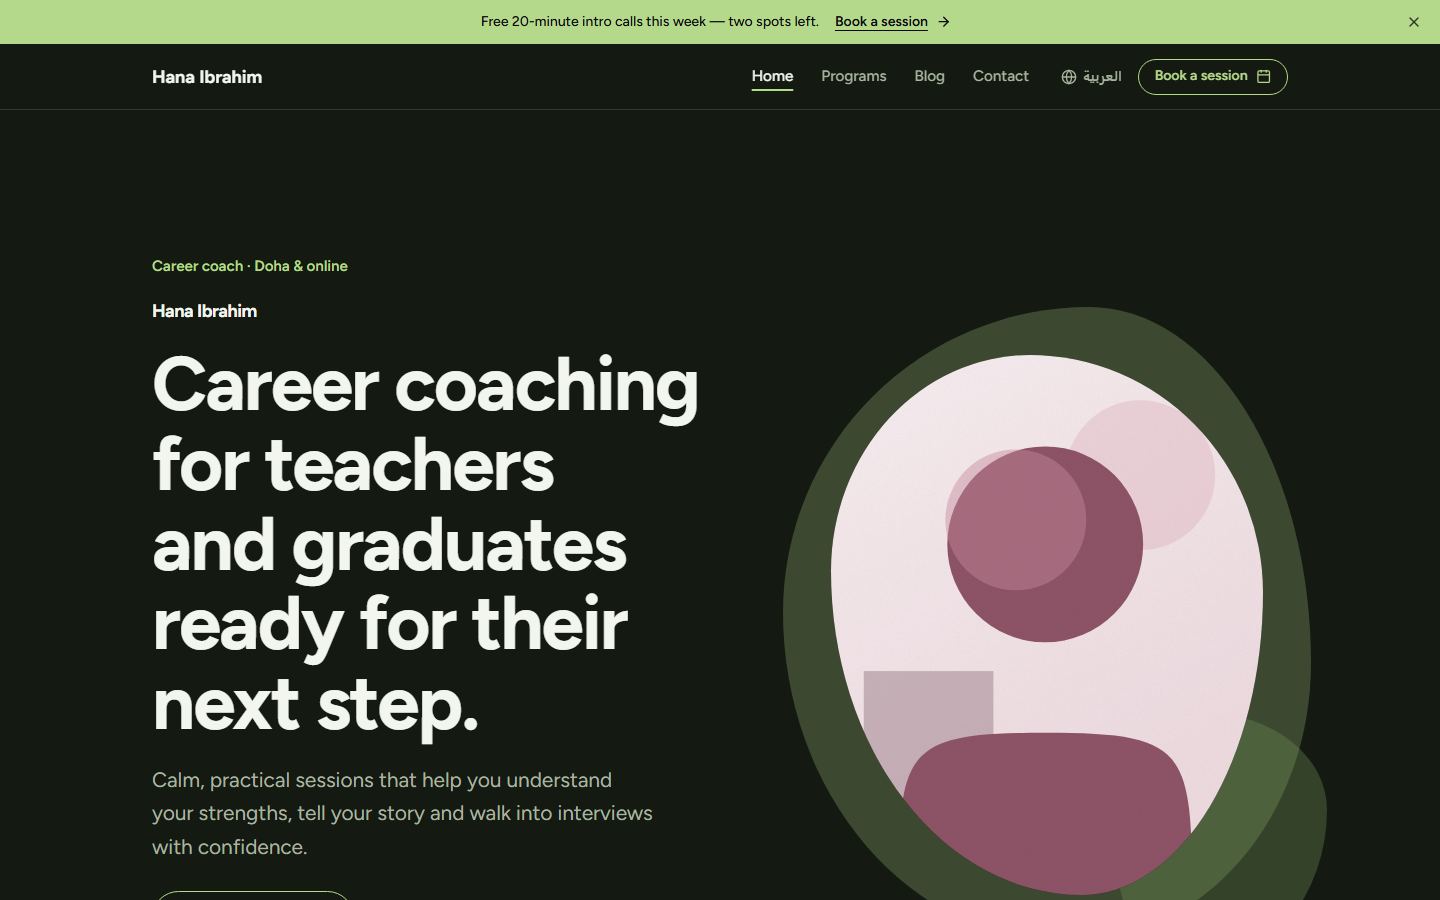 Free 20-minute intro calls this week — two spots left. Book a session
Hana Ibrahim
Home Programs Blog Contact العربية Book a session
Career coach · Doha & online
Hana Ibrahim
Career coaching
for teachers
and graduates
ready for their
next step.
Calm, practical sessions that help you understand
your strengths, tell your story and walk into interviews
with confidence.